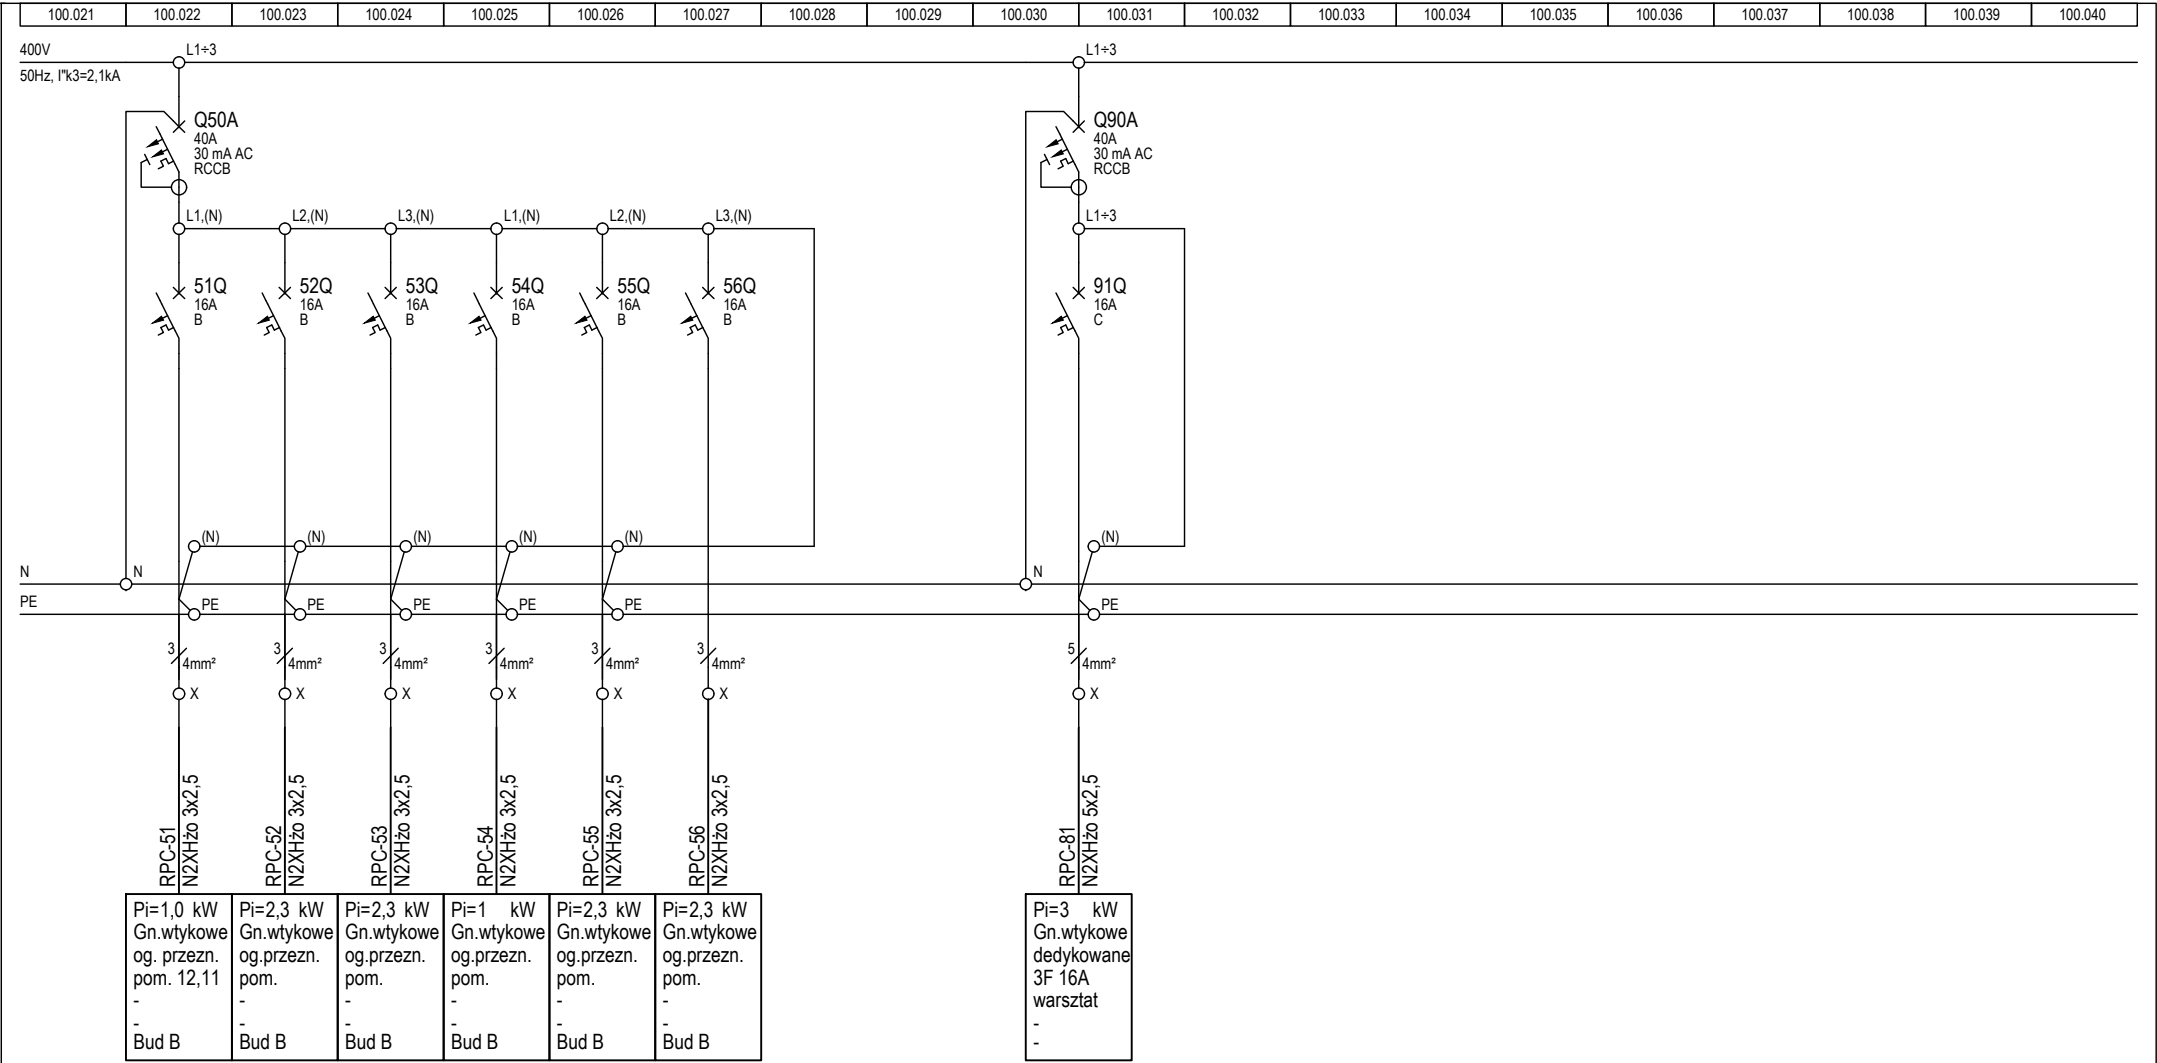 100.021 100.022 100.023 100.024 100.025 100.026 100.027 100.028 100.029 100.030 100.031 100.032 100.033 100.034 100.035 100.036 100.037 100.038 100.039 100.040
400V L1÷3 L1÷3
50Hz, I"k3=2,1kA
Q50A
40A
30 mA AC
RCCB
Q90A
40A
30 mA AC
RCCB
L1,(N) L2,(N) L3,(N) L1,(N) L2,(N) L3,(N) L1÷3
51Q
16A
B
52Q
16A
B
53Q
16A
B
54Q
16A
B
55Q
16A
B
56Q
16A
B
91Q
16A
C
(N) (N) (N) (N) (N) (N)
N N N
PE PE PE PE PE PE PE
3 4mm² 3 4mm² 3 4mm² 3 4mm² 3 4mm² 3 4mm² 5 4mm²
X X X X X X X
RPC-51
N2XHżo 3x2,5
RPC-52
N2XHżo 3x2,5
RPC-53
N2XHżo 3x2,5
RPC-54
N2XHżo 3x2,5
RPC-55
N2XHżo 3x2,5
RPC-56
N2XHżo 3x2,5
RPC-81
N2XHżo 5x2,5
Pi=1,0 kW
Gn.wtykowe
og. przezn.
pom. 12,11
-
-
Bud B
Pi=2,3 kW
Gn.wtykowe
og.przezn.
pom.
-
-
Bud B
Pi=2,3 kW
Gn.wtykowe
og.przezn.
pom.
-
-
Bud B
Pi=1 kW
Gn.wtykowe
og.przezn.
pom.
-
-
Bud B
Pi=2,3 kW
Gn.wtykowe
og.przezn.
pom.
-
-
Bud B
Pi=2,3 kW
Gn.wtykowe
og.przezn.
pom.
-
-
Bud B
Pi=3 kW
Gn.wtykowe
dedykowane
3F 16A
warsztat
-
-